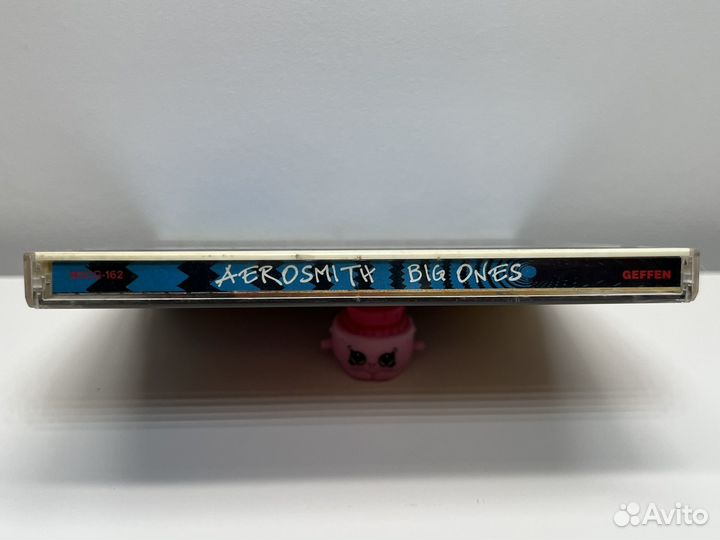 AEROSMITH BIG ONES GEFFEN
Avito